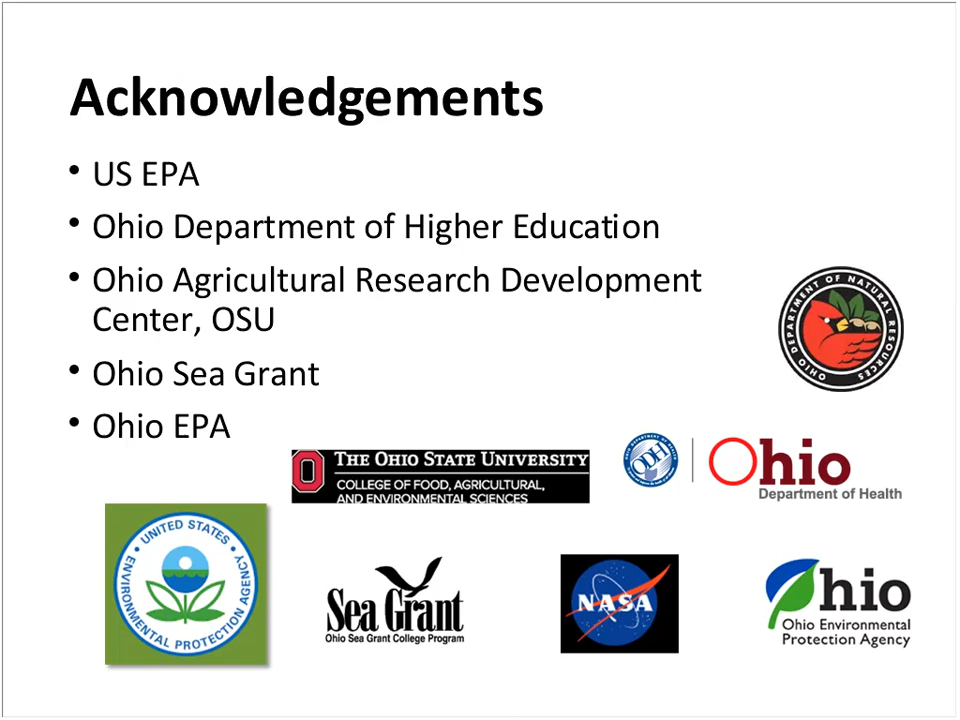 Acknowledgements
• US EPA
• Ohio Department of Higher Education
• Ohio Agricultural Research Development
Center, OSU
• Ohio Sea Grant
• Ohio EPA
OHIO DEPARTMENT OF NATURAL RESOURCES
THE OHIO STATE UNIVERSITY
COLLEGE OF FOOD, AGRICULTURAL,
AND ENVIRONMENTAL SCIENCES
ODH
Ohio
Department of Health
UNITED STATES
ENVIRONMENTAL PROTECTION AGENCY
Sea Grant
Ohio Sea Grant College Program
NASA
Ohio
Ohio Environmental
Protection Agency